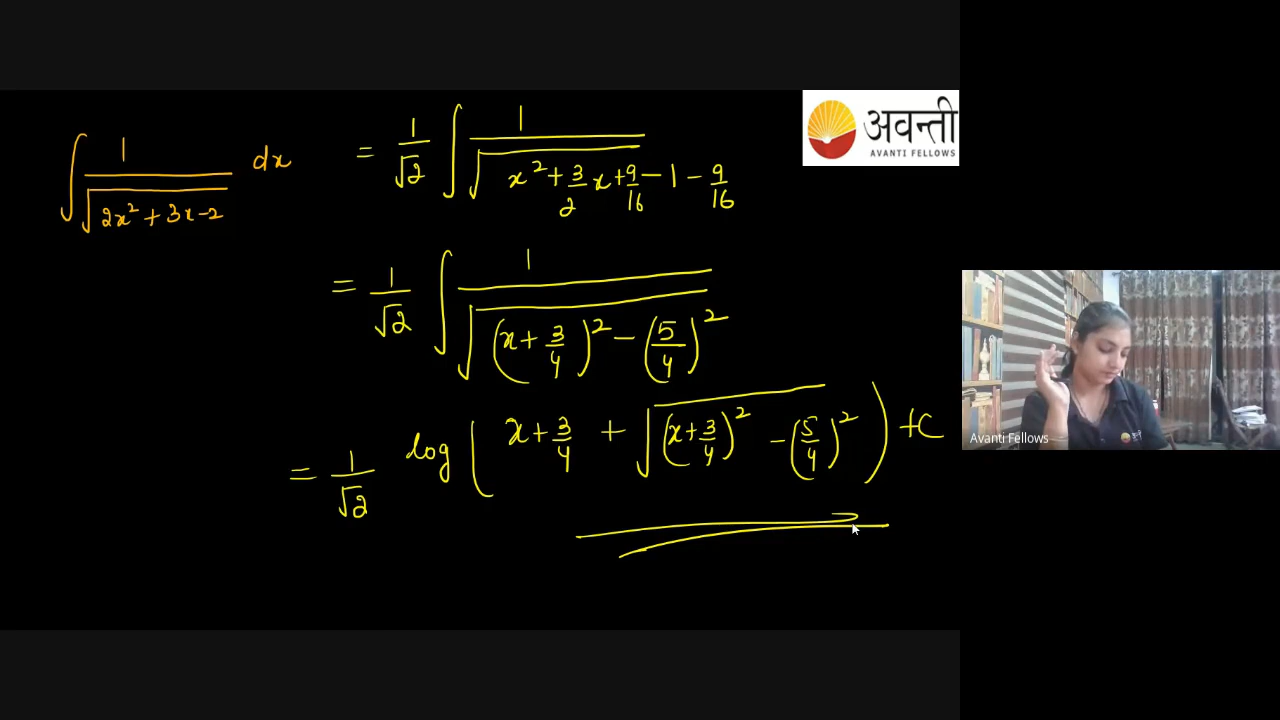 ∫ 1/√(2x² + 3x - 2) dx = 1/√2 ∫ 1/√(x² + 3/2 x + 9/16 - 1 - 9/16)
= 1/√2 ∫ 1/√((x + 3/4)² - (5/4)²)
= 1/√2 log(x + 3/4 + √((x + 3/4)² - (5/4)²)) + C
अवन्ती
AVANTI FELLOWS
Avanti Fellows